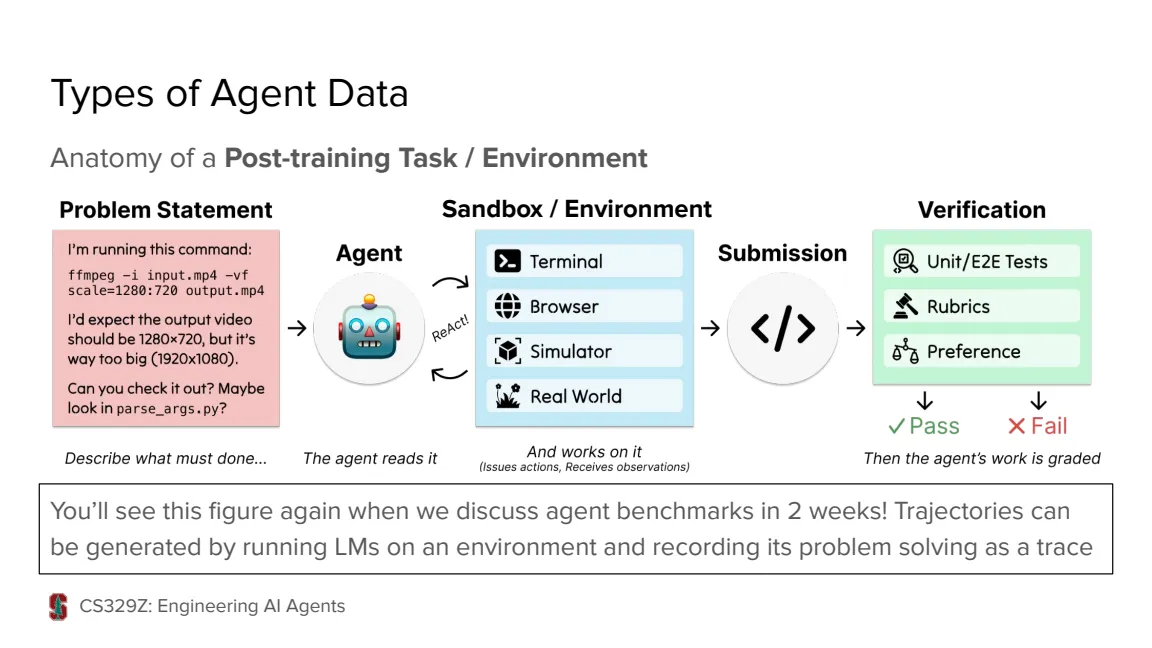 Types of Agent Data
Anatomy of a Post-training Task / Environment
Problem Statement
I'm running this command:
ffmpeg -i input.mp4 -vf
scale=1280:720 output.mp4
I'd expect the output video
should be 1280×720, but it's
way too big (1920x1080).
Can you check it out? Maybe
look in parse_args.py?
Describe what must done...
Agent
The agent reads it
ReAct!
Sandbox / Environment
Terminal
Browser
Simulator
Real World
And works on it
(Issues actions, Receives observations)
Submission
</>
Verification
Unit/E2E Tests
Rubrics
Preference
✓ Pass
✕ Fail
Then the agent's work is graded
You'll see this figure again when we discuss agent benchmarks in 2 weeks! Trajectories can
be generated by running LMs on an environment and recording its problem solving as a trace
CS329Z: Engineering AI Agents